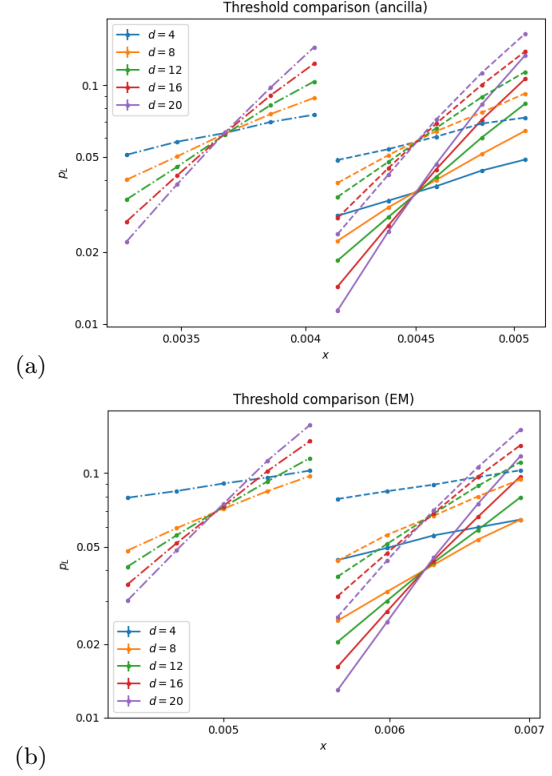 Threshold comparison (ancilla)
d = 4
d = 8
d = 12
d = 16
d = 20
0.1
0.05
0.02
0.01
p_L
0.0035
0.004
0.0045
0.005
x
(a)
Threshold comparison (EM)
0.1
0.05
0.02
0.01
p_L
d = 4
d = 8
d = 12
d = 16
d = 20
0.005
0.006
0.007
x
(b)